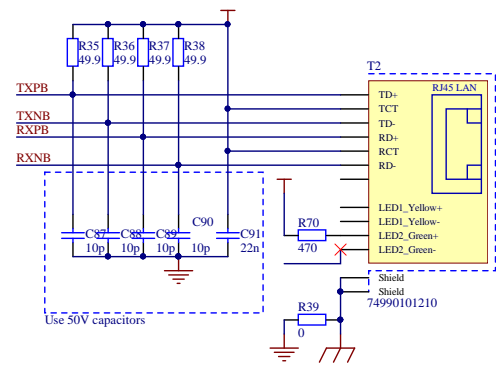 R35 R36 R37 R38
49.9 49.9 49.9 49.9
T2
RJ45 LAN
TXPB
TD+
TCT
TXNB
TD-
RXPB
RD+
RCT
RXNB
RD-
LED1_Yellow+
LED1_Yellow-
LED2_Green+
LED2_Green-
R70
470
C87 C88 C89 C90 C91
10p 10p 10p 10p 22n
Shield
Shield
74990101210
R39
0
Use 50V capacitors